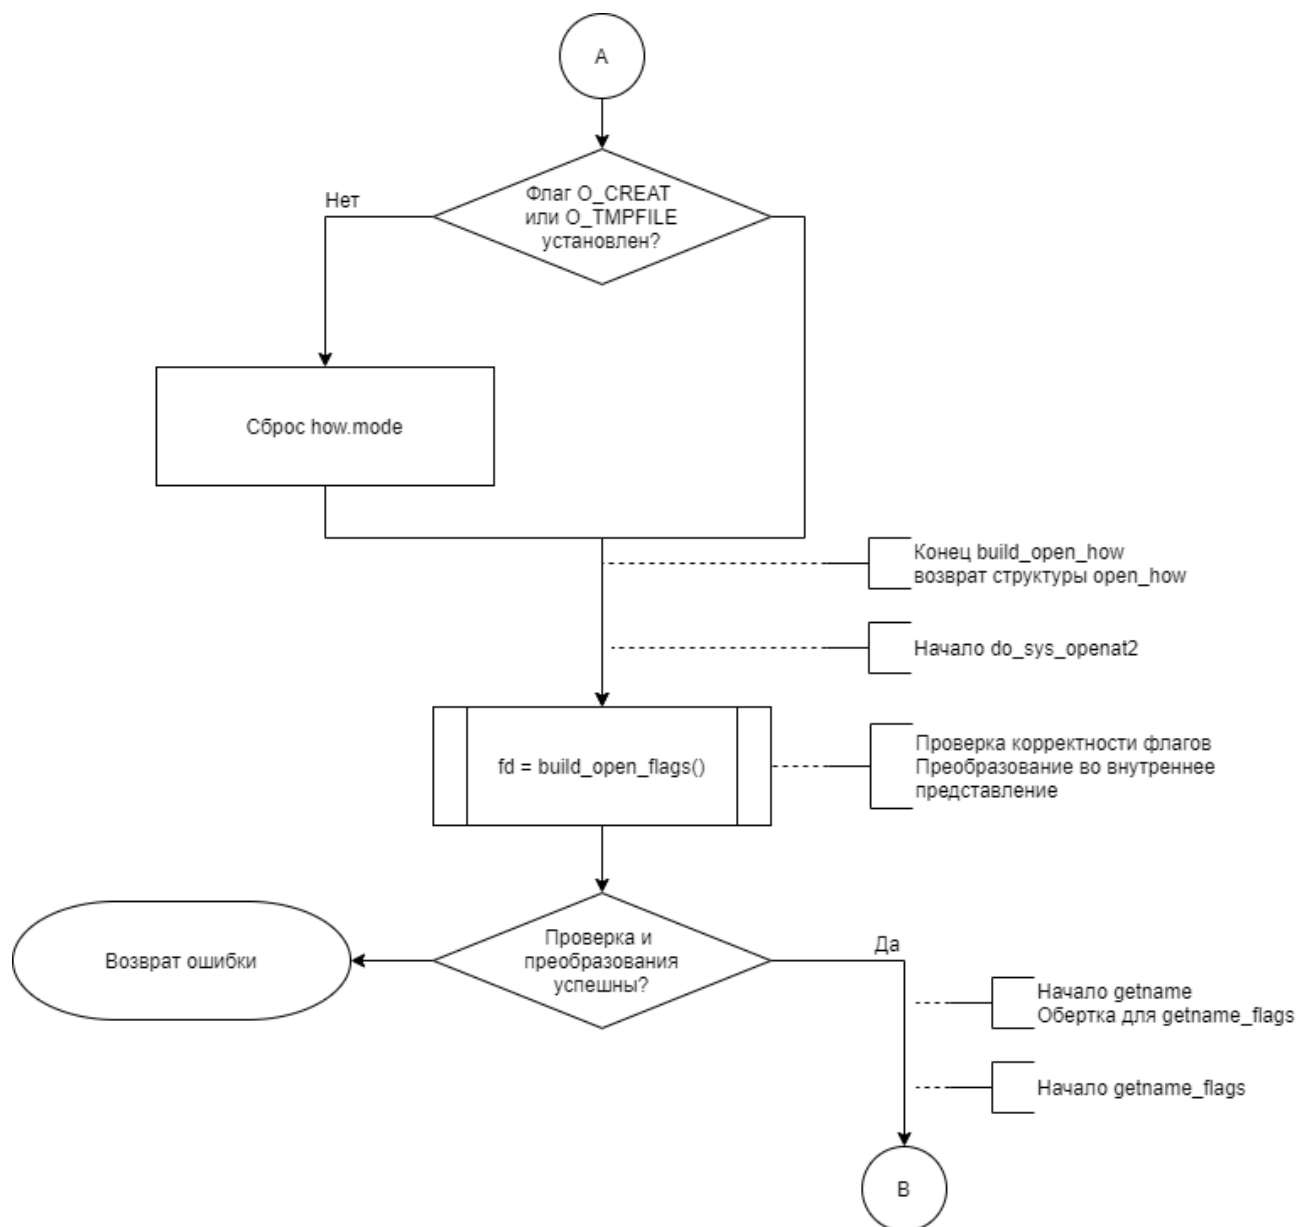 A
Флаг O_CREAT
или O_TMPFILE
установлен?
Нет
Сброс how.mode
Конец build_open_how
возврат структуры open_how
Начало do_sys_openat2
fd = build_open_flags()
Проверка корректности флагов
Преобразование во внутреннее
представление
Проверка и
преобразования
успешны?
Возврат ошибки
Да
Начало getname
Обертка для getname_flags
Начало getname_flags
B